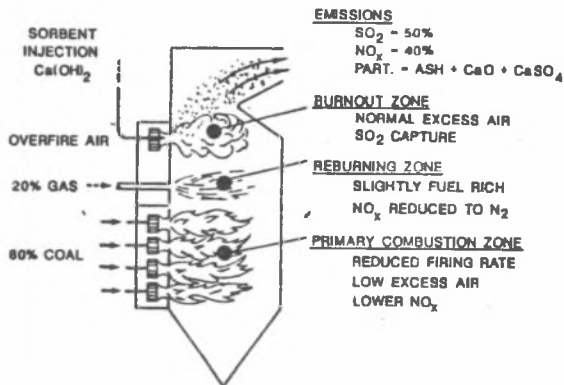 SORBENT
INJECTION
Ca(OH)2
OVERFIRE AIR
20% GAS
80% COAL
EMISSIONS
SO2 = 50%
NOx = 40%
PART. = ASH + CaO + CaSO4
BURNOUT ZONE
NORMAL EXCESS AIR
SO2 CAPTURE
REBURNING ZONE
SLIGHTLY FUEL RICH
NOx REDUCED TO N2
PRIMARY COMBUSTION ZONE
REDUCED FIRING RATE
LOW EXCESS AIR
LOWER NOx